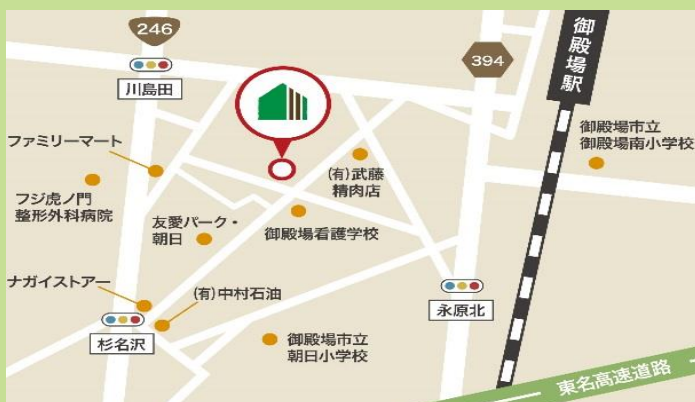 246
川島田
394
御殿場駅
ファミリーマート
フジ虎ノ門
整形外科病院
友愛パーク・
朝日
(有)武藤
精肉店
御殿場看護学校
御殿場市立
御殿場南小学校
ナガイストアー
(有)中村石油
杉名沢
御殿場市立
朝日小学校
永原北
東名高速道路